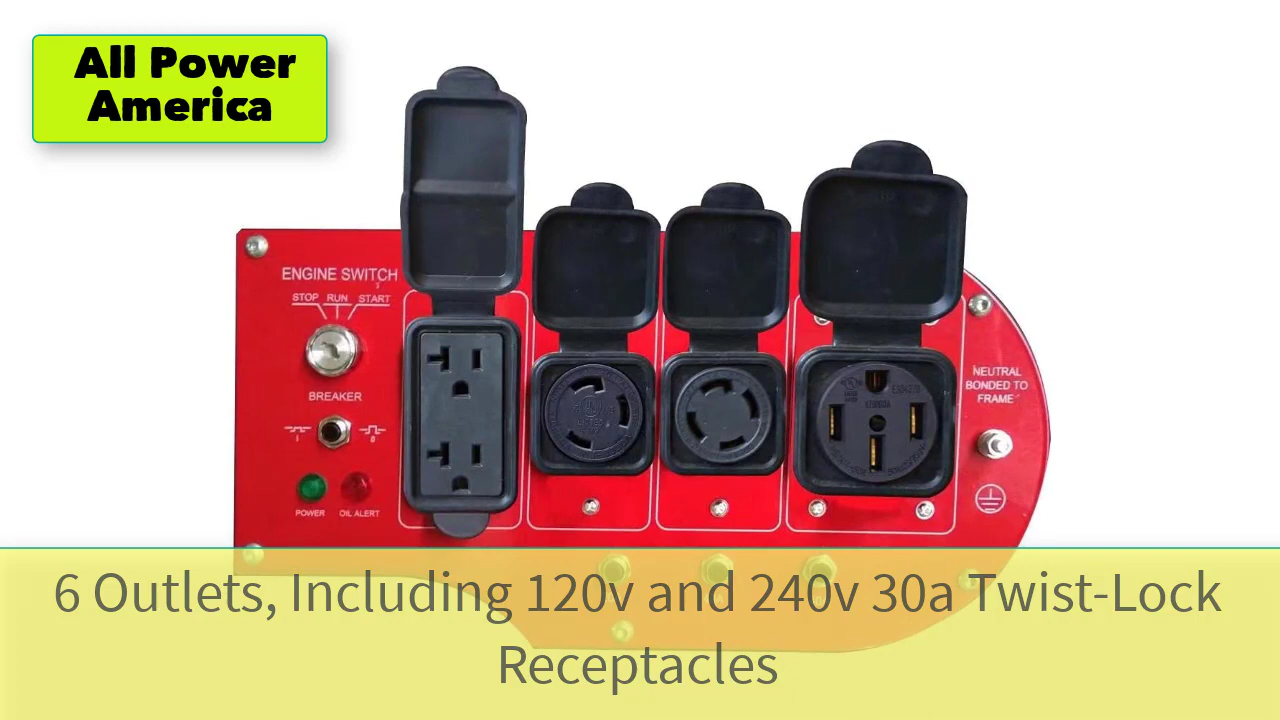 All Power
America
ENGINE SWITCH
STOP RUN START
BREAKER
POWER OIL ALERT
NEUTRAL
BONDED TO
FRAME
6 Outlets, Including 120v and 240v 30a Twist-Lock
Receptacles